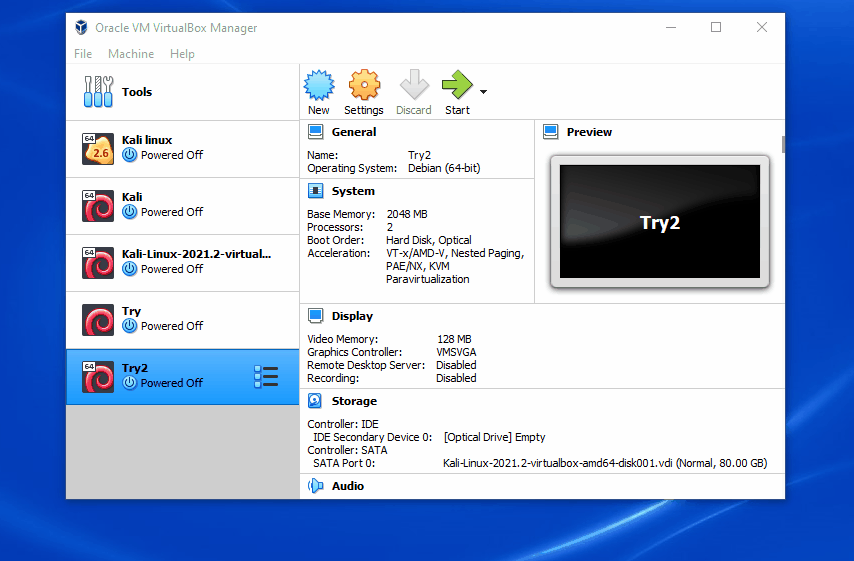 Oracle VM VirtualBox Manager
File Machine Help
Tools
New Settings Discard Start
64
2.6
Kali linux
Powered Off
64
Kali
Powered Off
64
Kali-Linux-2021.2-virtual...
Powered Off
Try
Powered Off
64
Try2
Powered Off
General
Name: Try2
Operating System: Debian (64-bit)
System
Base Memory: 2048 MB
Processors: 2
Boot Order: Hard Disk, Optical
Acceleration: VT-x/AMD-V, Nested Paging,
PAE/NX, KVM
Paravirtualization
Preview
Try2
Display
Video Memory: 128 MB
Graphics Controller: VMSVGA
Remote Desktop Server: Disabled
Recording: Disabled
Storage
Controller: IDE
IDE Secondary Device 0: [Optical Drive] Empty
Controller: SATA
SATA Port 0: Kali-Linux-2021.2-virtualbox-amd64-disk001.vdi (Normal, 80.00 GB)
Audio